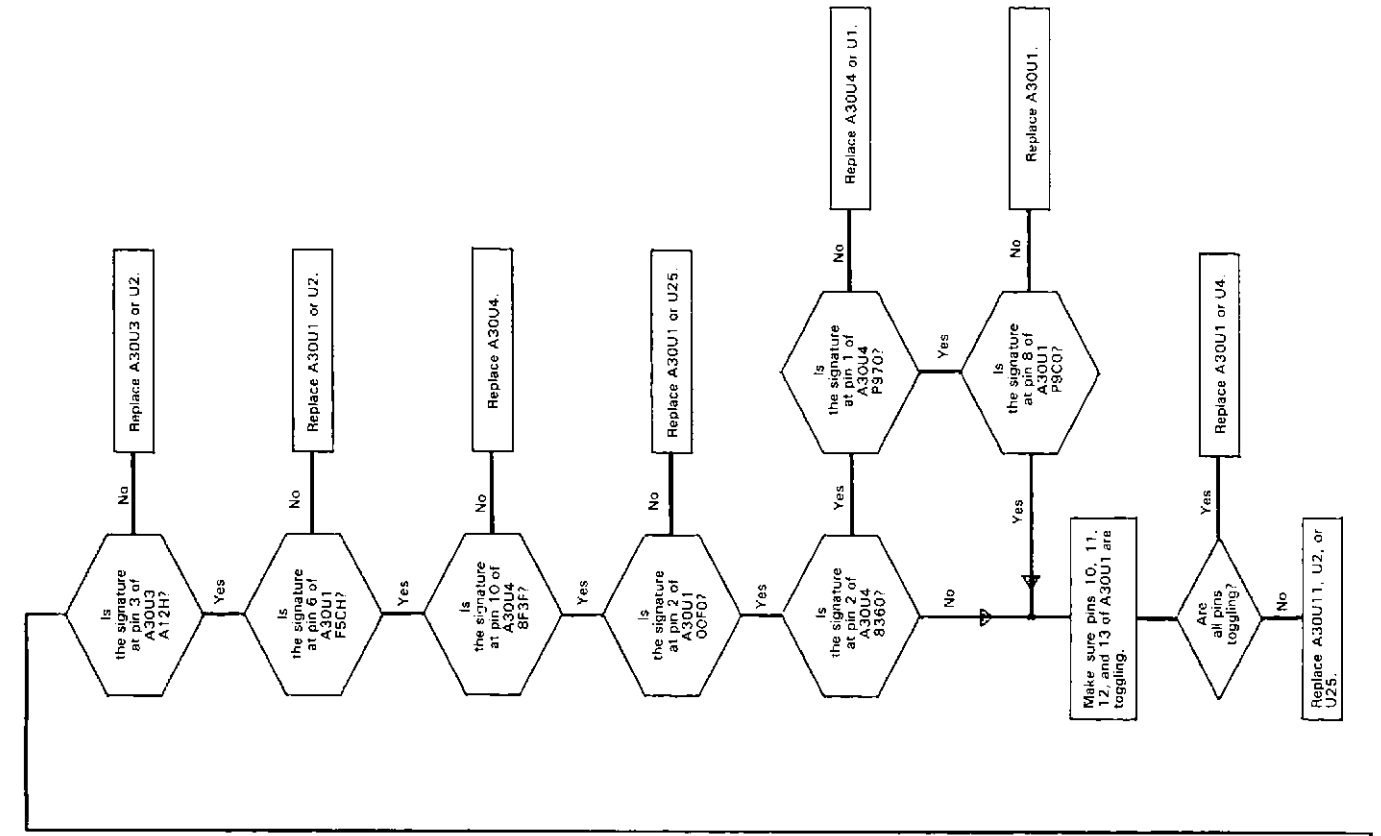 Is
the signature
at pin 3 of
A30U3
A12H?
No
Replace A30U3 or U2.
Yes
Is
the signature
at pin 6 of
A30U1
F5CH?
No
Replace A30U1 or U2.
Yes
Is
the signature
at pin 10 of
A30U4
8F3F?
No
Replace A30U4.
Yes
Is
the signature
at pin 2 of
A30U1
00F0?
No
Replace A30U1 or U25.
Yes
Is
the signature
at pin 2 of
A30U4
8360?
Yes
Is
the signature
at pin 1 of
A30U4
P970?
No
Replace A30U4 or U1.
Yes
Is
the signature
at pin 8 of
A30U1
P9C0?
No
Replace A30U1.
Yes
No
Make sure pins 10, 11,
12, and 13 of A30U1 are
toggling.
Are
all pins
toggling?
Yes
Replace A30U1 or U4.
No
Replace A30U11, U2, or
U25.